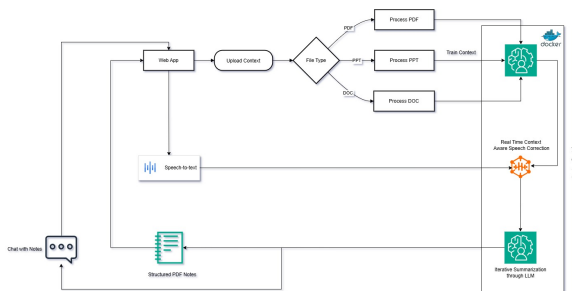 PDF
Process PDF
docker
Web App
Upload Context
File Type
PPT
Process PPT
Train Context
DOC
Process DOC
Real Time Context
Aware Speech Correction
Speech-to-text
Chat with Notes
Structured PDF Notes
Iterative Summarization
through LLM